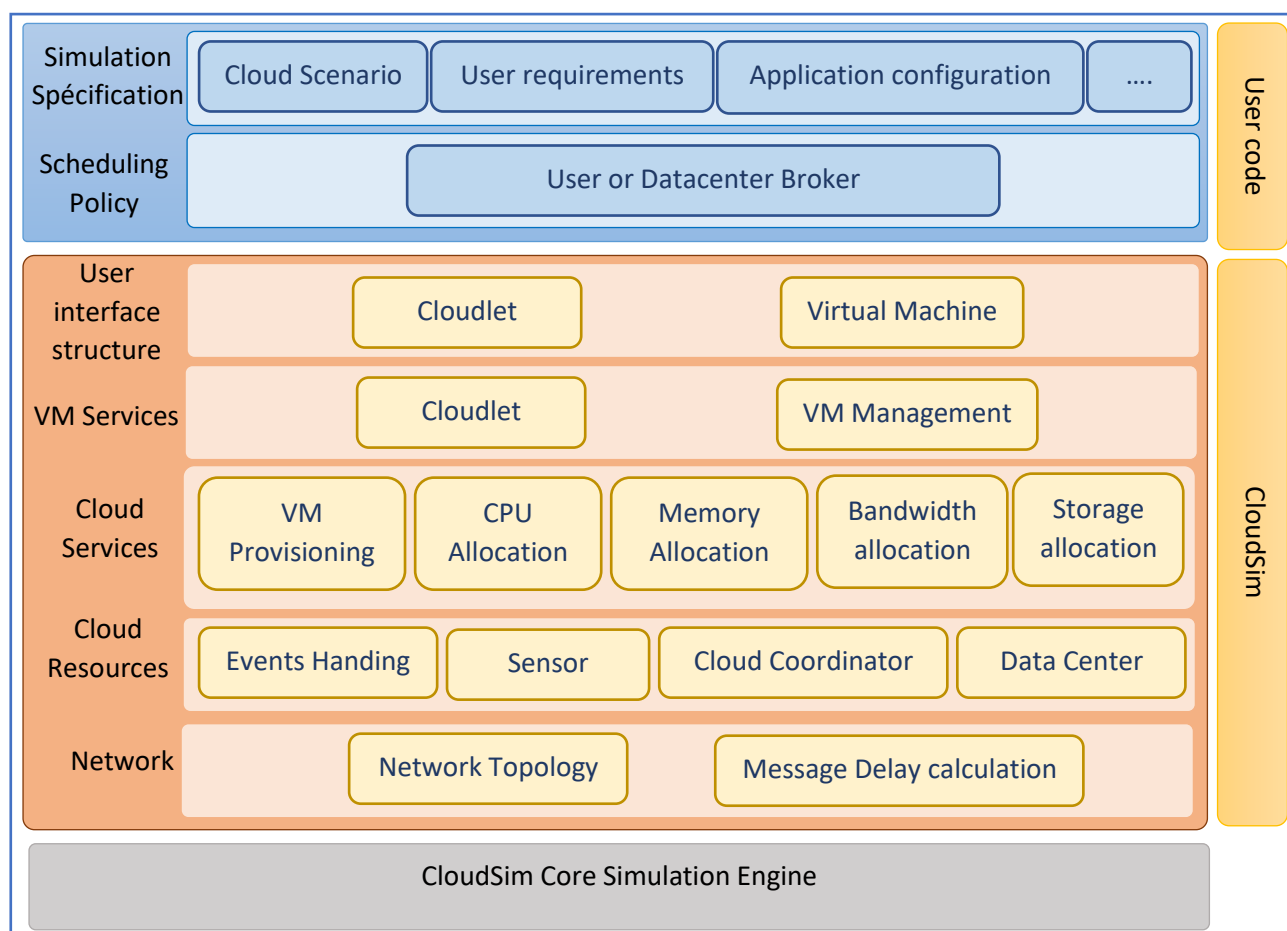 Simulation
Spécification
Cloud Scenario
User requirements
Application configuration
....
Scheduling
Policy
User or Datacenter Broker
User code
User
interface
structure
Cloudlet
Virtual Machine
VM Services
Cloudlet
VM Management
Cloud
Services
VM
Provisioning
CPU
Allocation
Memory
Allocation
Bandwidth
allocation
Storage
allocation
Cloud
Resources
Events Handing
Sensor
Cloud Coordinator
Data Center
Network
Network Topology
Message Delay calculation
CloudSim
CloudSim Core Simulation Engine